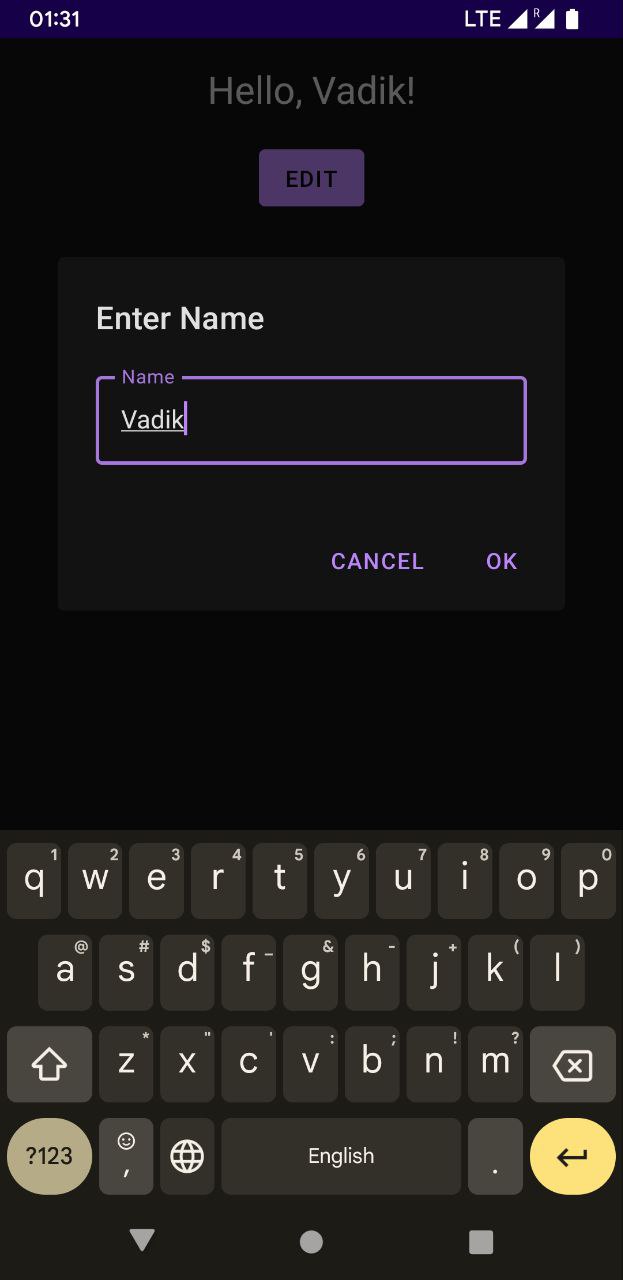 01:31 LTE R
Hello, Vadik!
EDIT
Enter Name
Name
Vadik
CANCEL OK
1 2 3 4 5 6 7 8 9 0
q w e r t y u i o p
@ # $ _ & - + ( )
a s d f g h j k l
* " ' : ; ! ?
z x c v b n m
?123 , English .